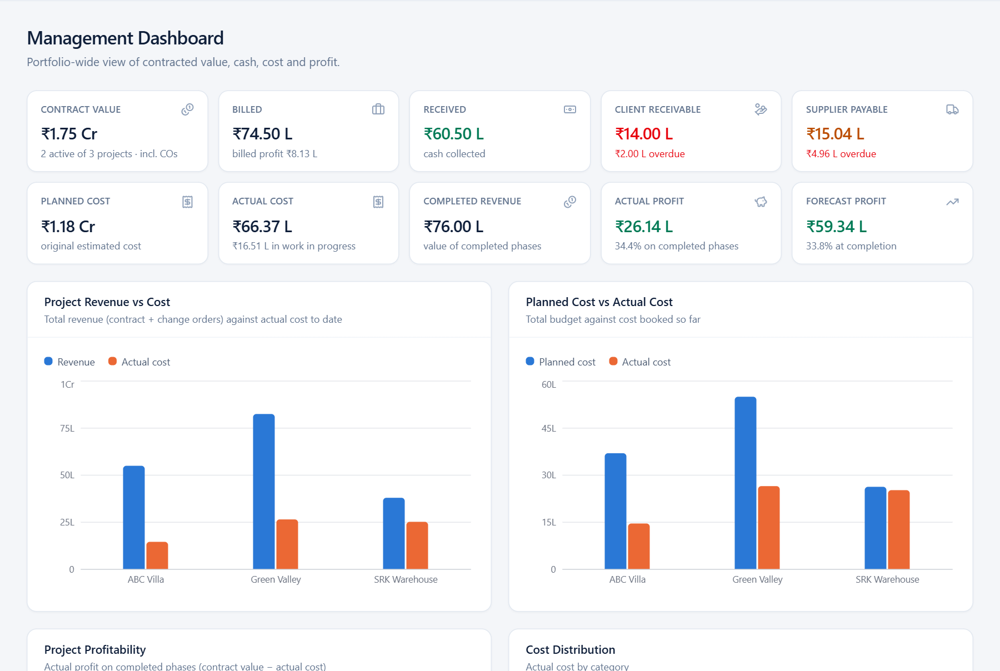 Management Dashboard
Portfolio-wide view of contracted value, cash, cost and profit.
CONTRACT VALUE
₹1.75 Cr
2 active of 3 projects · incl. COs
BILLED
₹74.50 L
billed profit ₹8.13 L
RECEIVED
₹60.50 L
cash collected
CLIENT RECEIVABLE
₹14.00 L
₹2.00 L overdue
SUPPLIER PAYABLE
₹15.04 L
₹4.96 L overdue
PLANNED COST
₹1.18 Cr
original estimated cost
ACTUAL COST
₹66.37 L
₹16.51 L in work in progress
COMPLETED REVENUE
₹76.00 L
value of completed phases
ACTUAL PROFIT
₹26.14 L
34.4% on completed phases
FORECAST PROFIT
₹59.34 L
33.8% at completion
Project Revenue vs Cost
Total revenue (contract + change orders) against actual cost to date
Revenue
Actual cost
1Cr
75L
50L
25L
0
ABC Villa
Green Valley
SRK Warehouse
Planned Cost vs Actual Cost
Total budget against cost booked so far
Planned cost
Actual cost
60L
45L
30L
15L
0
ABC Villa
Green Valley
SRK Warehouse
Project Profitability
Actual profit on completed phases (contract value − actual cost)
Cost Distribution
Actual cost by category